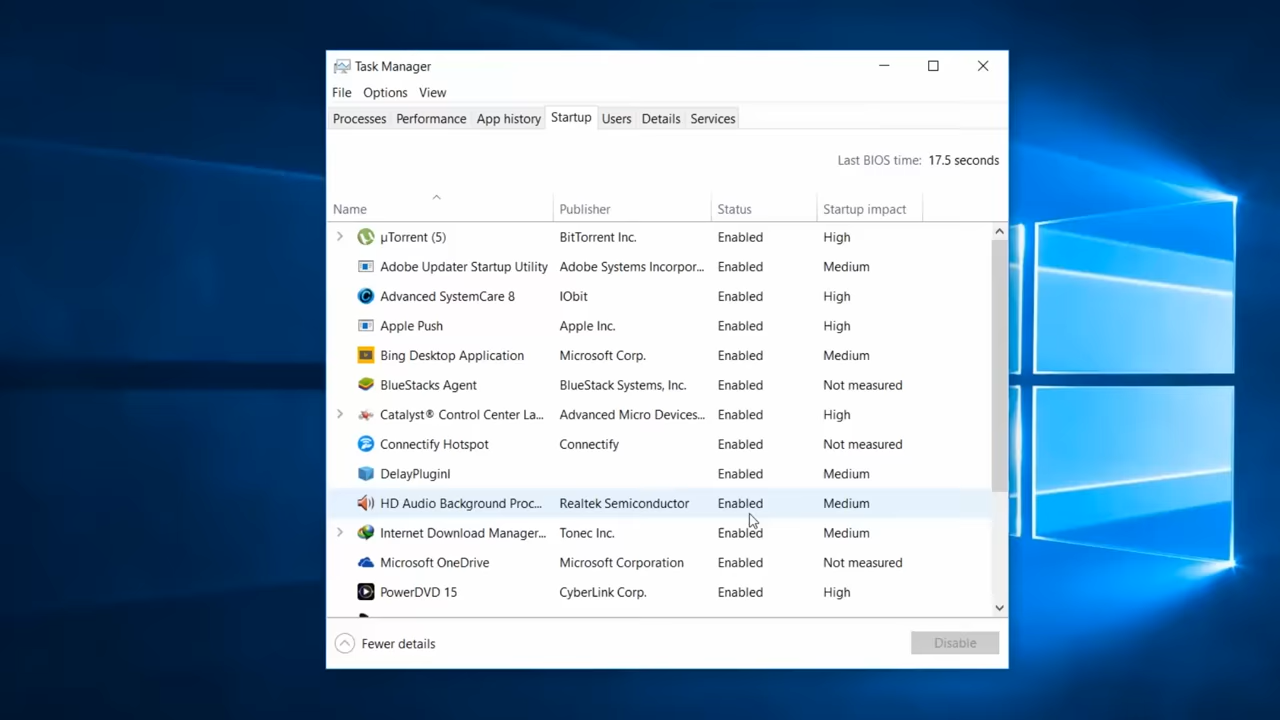 Task Manager
File Options View
Processes Performance App history Startup Users Details Services
Last BIOS time: 17.5 seconds
Name Publisher Status Startup impact
µTorrent (5) BitTorrent Inc. Enabled High
Adobe Updater Startup Utility Adobe Systems Incorpor... Enabled Medium
Advanced SystemCare 8 IObit Enabled High
Apple Push Apple Inc. Enabled High
Bing Desktop Application Microsoft Corp. Enabled Medium
BlueStacks Agent BlueStack Systems, Inc. Enabled Not measured
Catalyst® Control Center La... Advanced Micro Devices... Enabled High
Connectify Hotspot Connectify Enabled Not measured
DelayPluginI Enabled Medium
HD Audio Background Proc... Realtek Semiconductor Enabled Medium
Internet Download Manager... Tonec Inc. Enabled Medium
Microsoft OneDrive Microsoft Corporation Enabled Not measured
PowerDVD 15 CyberLink Corp. Enabled High
Fewer details Disable